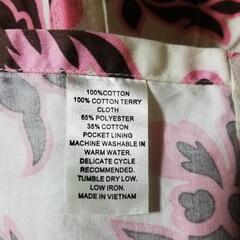 100%COTTON
100% COTTON TERRY
CLOTH
65% POLYESTER
35% COTTON
POCKET LINING
MACHINE WASHABLE IN
WARM WATER.
DELICATE CYCLE
RECOMMENDED.
TUMBLE DRY LOW.
LOW IRON.
MADE IN VIETNAM